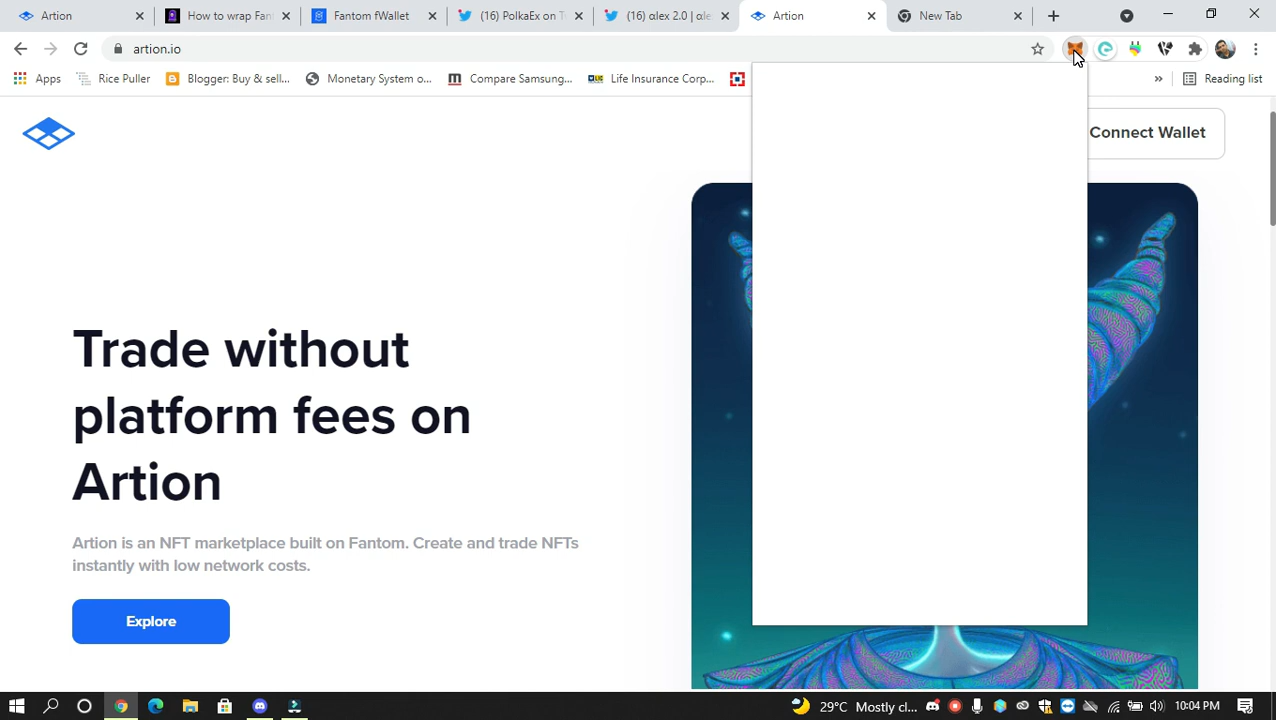 Artion
How to wrap Fant
Fantom fWallet
(16) PolkaEx on T
(16) αlex 2.0 | αle
Artion
New Tab
artion.io
Apps
Rice Puller
Blogger: Buy & sell...
Monetary System o...
Compare Samsung...
Life Insurance Corp...
»
Reading list
Connect Wallet
Trade without
platform fees on
Artion
Artion is an NFT marketplace built on Fantom. Create and trade NFTs
instantly with low network costs.
Explore
29°C Mostly cl...
10:04 PM